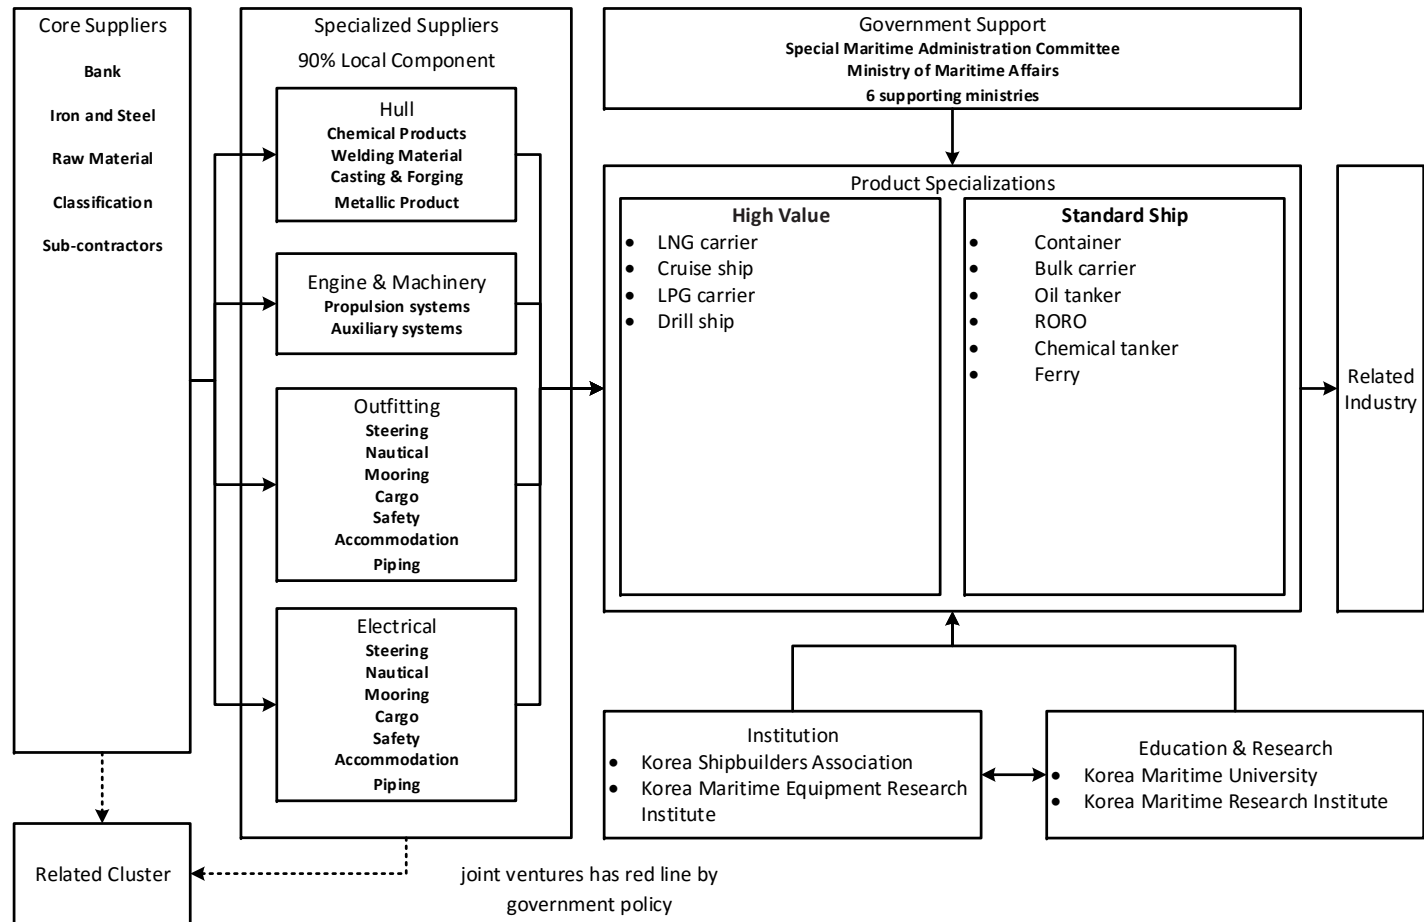 Core Suppliers
Bank
Iron and Steel
Raw Material
Classification
Sub-contractors
Specialized Suppliers
90% Local Component
Hull
Chemical Products
Welding Material
Casting & Forging
Metallic Product
Engine & Machinery
Propulsion systems
Auxiliary systems
Outfitting
Steering
Nautical
Mooring
Cargo
Safety
Accommodation
Piping
Electrical
Steering
Nautical
Mooring
Cargo
Safety
Accommodation
Piping
Government Support
Special Maritime Administration Committee
Ministry of Maritime Affairs
6 supporting ministries
Product Specializations
High Value
• LNG carrier
• Cruise ship
• LPG carrier
• Drill ship
Standard Ship
• Container
• Bulk carrier
• Oil tanker
• RORO
• Chemical tanker
• Ferry
Related
Industry
Institution
• Korea Shipbuilders Association
• Korea Maritime Equipment Research
Institute
Education & Research
• Korea Maritime University
• Korea Maritime Research Institute
Related Cluster
joint ventures has red line by
government policy